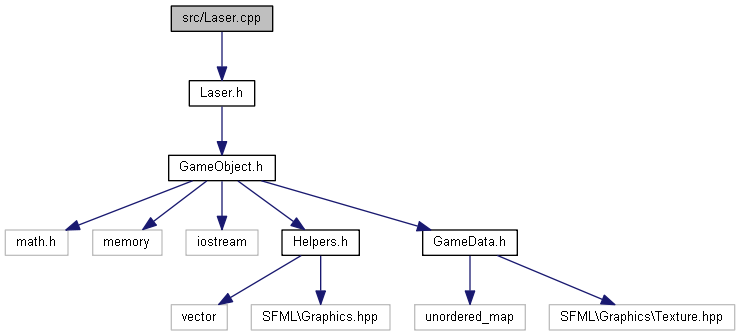 src/Laser.cpp
Laser.h
GameObject.h
math.h
memory
iostream
Helpers.h
GameData.h
vector
SFML\Graphics.hpp
unordered_map
SFML\Graphics\Texture.hpp